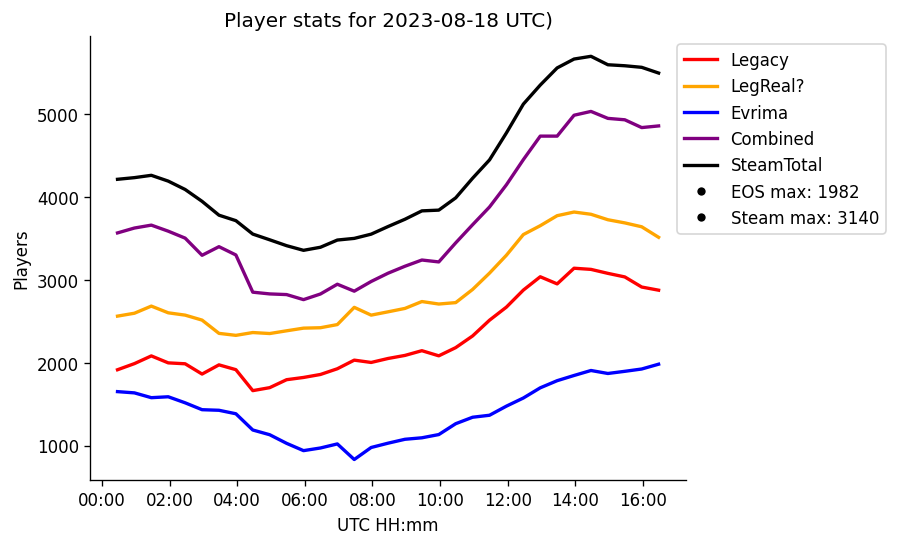 Player stats for 2023-08-18 UTC)
Legacy
LegReal?
Evrima
Combined
SteamTotal
EOS max: 1982
Steam max: 3140
Players
5000
4000
3000
2000
1000
00:00 02:00 04:00 06:00 08:00 10:00 12:00 14:00 16:00
UTC HH:mm